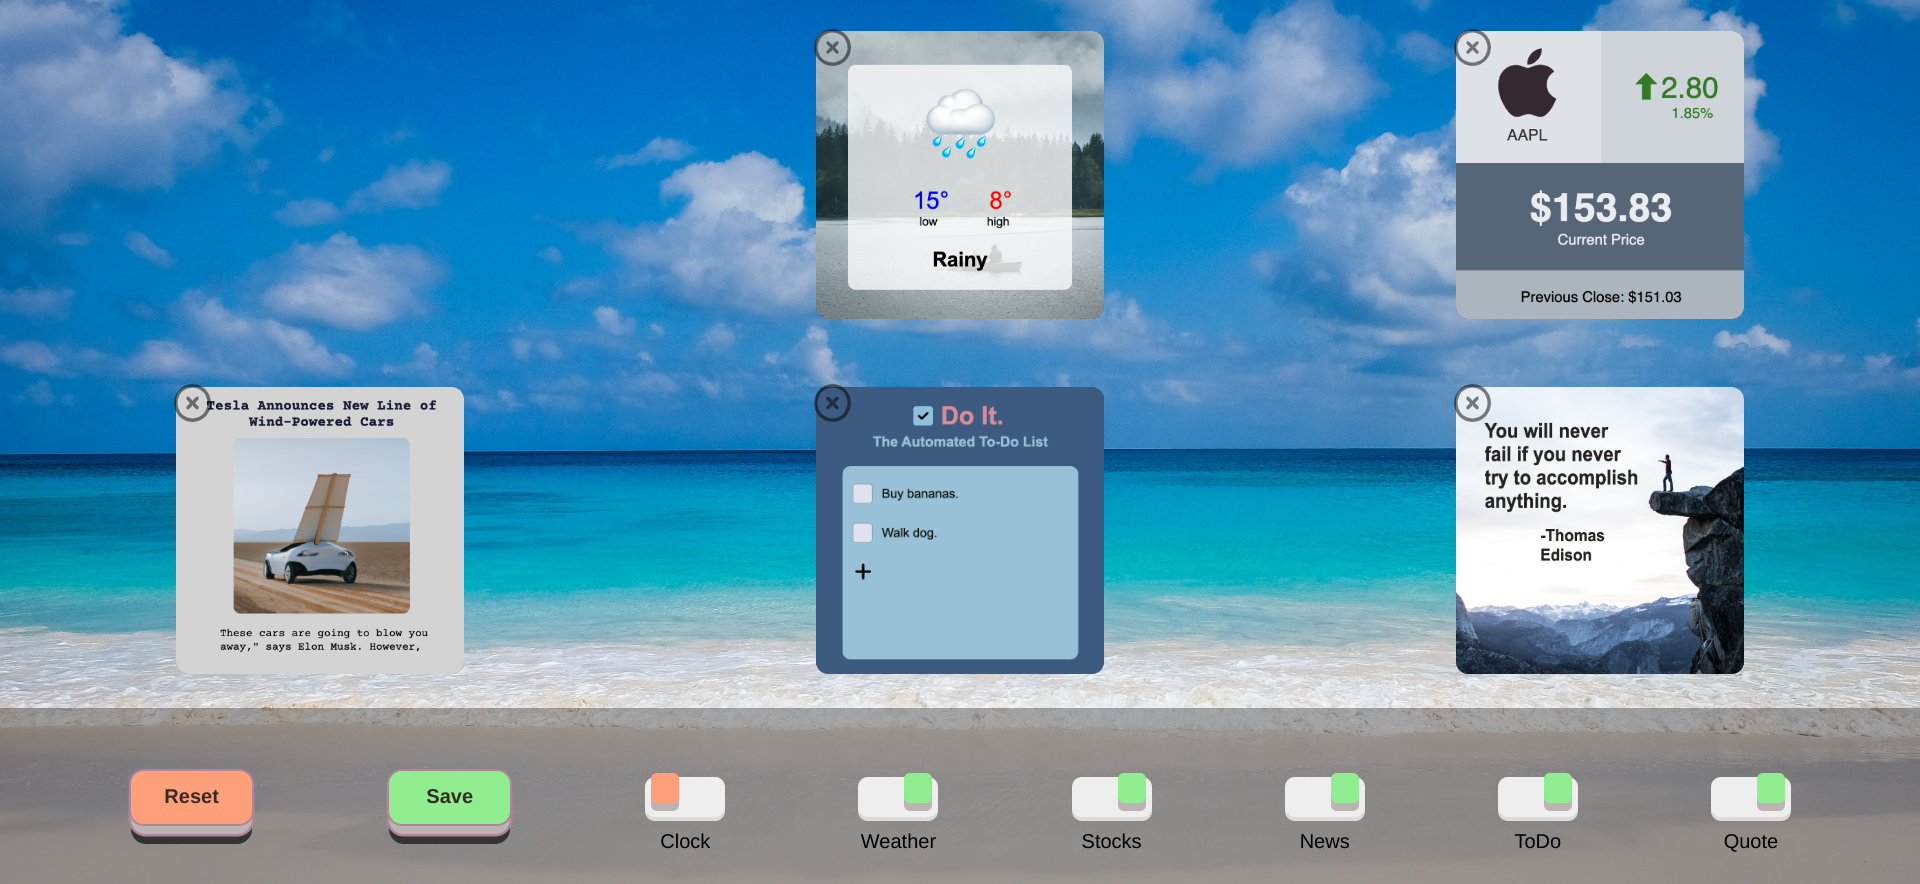 15°
8°
low
high
Rainy
AAPL
2.80
1.85%
$153.83
Current Price
Previous Close: $151.03
Tesla Announces New Line of
Wind-Powered Cars
These cars are going to blow you
away," says Elon Musk. However,
Do It.
The Automated To-Do List
Buy bananas.
Walk dog.
You will never
fail if you never
try to accomplish
anything.
-Thomas
Edison
Reset
Save
Clock
Weather
Stocks
News
ToDo
Quote